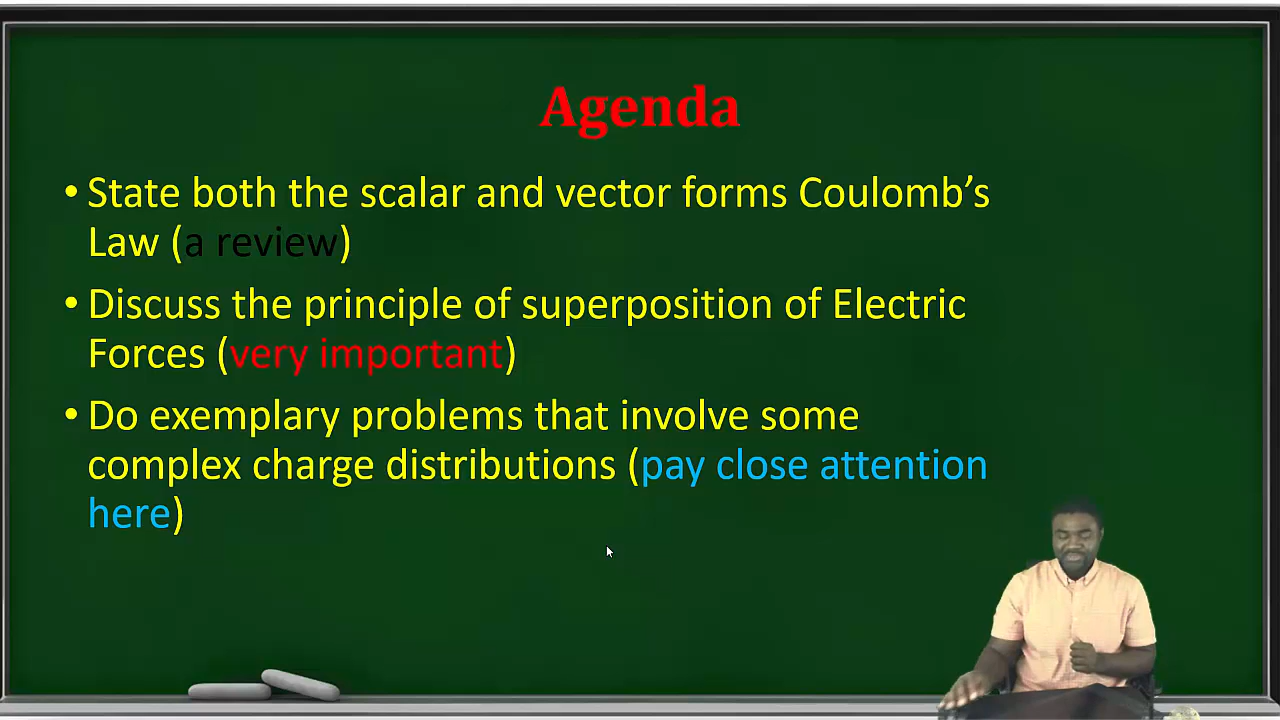 Agenda
• State both the scalar and vector forms Coulomb’s
Law (a review)
• Discuss the principle of superposition of Electric
Forces (very important)
• Do exemplary problems that involve some
complex charge distributions (pay close attention
here)